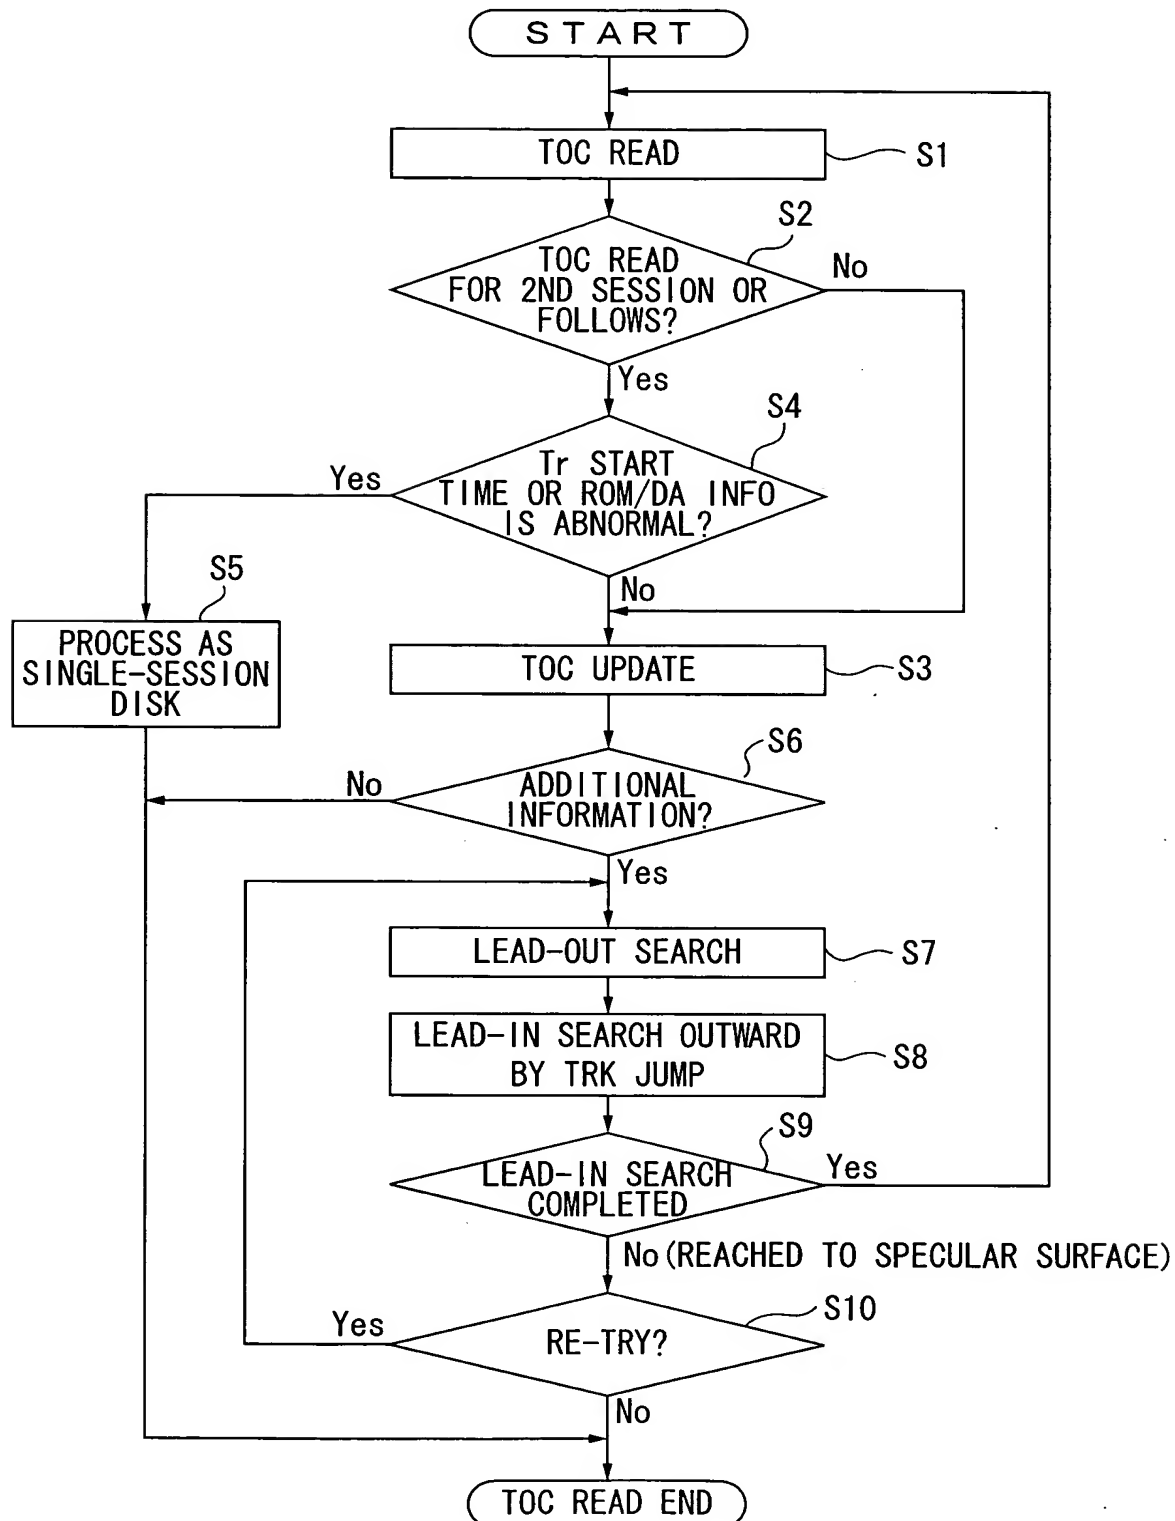 START
TOC READ
S1
S2
TOC READ
FOR 2ND SESSION OR
FOLLOWS?
No
Yes
S4
Tr START
TIME OR ROM/DA INFO
IS ABNORMAL?
Yes
No
S5
PROCESS AS
SINGLE-SESSION
DISK
TOC UPDATE
S3
S6
ADDITIONAL
INFORMATION?
No
Yes
LEAD-OUT SEARCH
S7
LEAD-IN SEARCH OUTWARD
BY TRK JUMP
S8
S9
LEAD-IN SEARCH
COMPLETED
Yes
No (REACHED TO SPECULAR SURFACE)
S10
RE-TRY?
Yes
No
TOC READ END